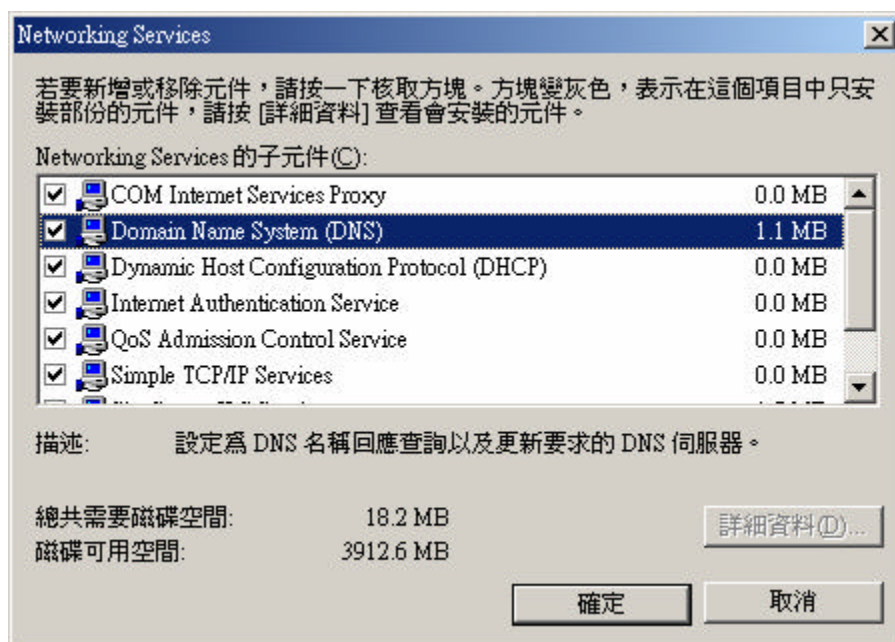 Networking Services
若要新增或移除元件，請按一下核取方塊。方塊變灰色，表示在這個項目中只安
裝部份的元件，請按 [詳細資料] 查看會安裝的元件。
Networking Services 的子元件(C):
COM Internet Services Proxy 0.0 MB
Domain Name System (DNS) 1.1 MB
Dynamic Host Configuration Protocol (DHCP) 0.0 MB
Internet Authentication Service 0.0 MB
QoS Admission Control Service 0.0 MB
Simple TCP/IP Services 0.0 MB
描述: 設定為 DNS 名稱回應查詢以及更新要求的 DNS 伺服器。
總共需要磁碟空間: 18.2 MB
詳細資料(D)...
磁碟可用空間: 3912.6 MB
確定 取消